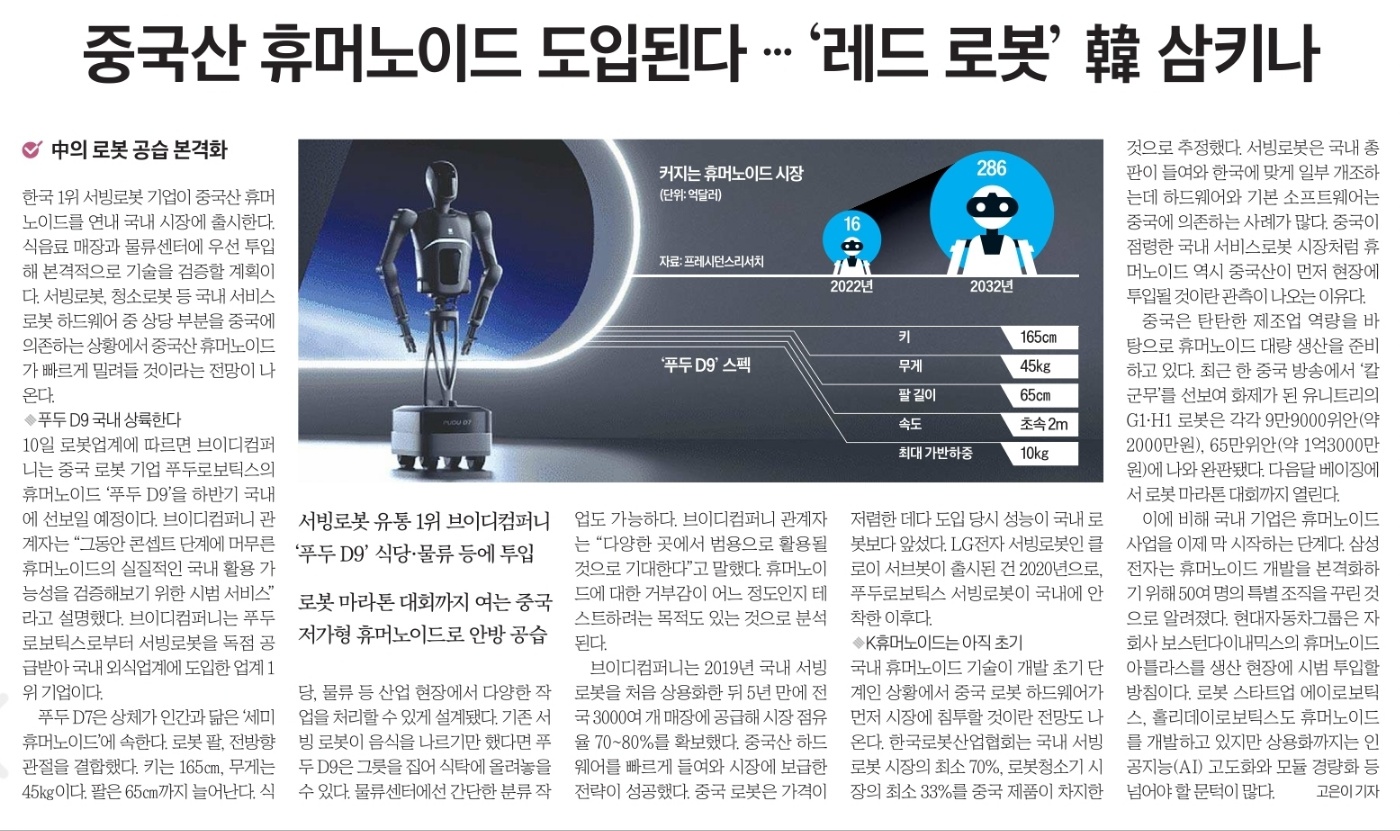 중국산 휴머노이드 도입된다… ‘레드 로봇’ 韓 삼키나
中의 로봇 공습 본격화
한국 1위 서빙로봇 기업이 중국산 휴머
노이드를 연내 국내 시장에 출시한다.
식음료 매장과 물류센터에 우선 투입
해 본격적으로 기술을 검증할 계획이
다. 서빙로봇, 청소로봇 등 국내 서비스
로봇 하드웨어 중 상당 부분을 중국에
의존하는 상황에서 중국산 휴머노이드
가 빠르게 밀려들 것이라는 전망이 나
온다.
◆푸두 D9 국내 상륙한다
10일 로봇업계에 따르면 브이디컴퍼
니는 중국 로봇 기업 푸두로보틱스의
휴머노이드 ‘푸두 D9’을 하반기 국내
에 선보일 예정이다. 브이디컴퍼니 관
계자는 “그동안 콘셉트 단계에 머무른
휴머노이드의 실질적인 국내 활용 가
능성을 검증해보기 위한 시범 서비스”
라고 설명했다. 브이디컴퍼니는 푸두
로보틱스로부터 서빙로봇을 독점 공
급받아 국내 외식업계에 도입한 업계 1
위 기업이다.
푸두 D7은 상체가 인간과 닮은 ‘세미
휴머노이드’에 속한다. 로봇 팔, 전방향
관절을 결합했다. 키는 165㎝, 무게는
45㎏이다. 팔은 65㎝까지 늘어난다. 식
PUDU D7
커지는 휴머노이드 시장
(단위: 억달러)
자료: 프레시던스리서치
16
2022년
286
2032년
‘푸두 D9’ 스펙
키 165㎝
무게 45㎏
팔 길이 65㎝
속도 초속 2m
최대 가반하중 10㎏
서빙로봇 유통 1위 브이디컴퍼니
‘푸두 D9’ 식당·물류 등에 투입
로봇 마라톤 대회까지 여는 중국
저가형 휴머노이드로 안방 공습
당, 물류 등 산업 현장에서 다양한 작
업을 처리할 수 있게 설계됐다. 기존 서
빙 로봇이 음식을 나르기만 했다면 푸
두 D9은 그릇을 집어 식탁에 올려놓을
수 있다. 물류센터에선 간단한 분류 작
업도 가능하다. 브이디컴퍼니 관계자
는 “다양한 곳에서 범용으로 활용될
것으로 기대한다”고 말했다. 휴머노이
드에 대한 거부감이 어느 정도인지 테
스트하려는 목적도 있는 것으로 분석
된다.
브이디컴퍼니는 2019년 국내 서빙
로봇을 처음 상용화한 뒤 5년 만에 전
국 3000여 개 매장에 공급해 시장 점유
율 70~80%를 확보했다. 중국산 하드
웨어를 빠르게 들여와 시장에 보급한
전략이 성공했다. 중국 로봇은 가격이
저렴한 데다 도입 당시 성능이 국내 로
봇보다 앞섰다. LG전자 서빙로봇인 클
로이 서브봇이 출시된 건 2020년으로,
푸두로보틱스 서빙로봇이 국내에 안
착한 이후다.
◆K휴머노이드는 아직 초기
국내 휴머노이드 기술이 개발 초기 단
계인 상황에서 중국 로봇 하드웨어가
먼저 시장에 침투할 것이란 전망도 나
온다. 한국로봇산업협회는 국내 서빙
로봇 시장의 최소 70%, 로봇청소기 시
장의 최소 33%를 중국 제품이 차지한
것으로 추정했다. 서빙로봇은 국내 총
판이 들여와 한국에 맞게 일부 개조하
는데 하드웨어와 기본 소프트웨어는
중국에 의존하는 사례가 많다. 중국이
점령한 국내 서비스로봇 시장처럼 휴
머노이드 역시 중국산이 먼저 현장에
투입될 것이란 관측이 나오는 이유다.
중국은 탄탄한 제조업 역량을 바
탕으로 휴머노이드 대량 생산을 준비
하고 있다. 최근 한 중국 방송에서 ‘칼
군무’를 선보여 화제가 된 유니트리의
G1·H1 로봇은 각각 9만9000위안(약
2000만원), 65만위안(약 1억3000만
원)에 나와 완판됐다. 다음달 베이징에
서 로봇 마라톤 대회까지 열린다.
이에 비해 국내 기업은 휴머노이드
사업을 이제 막 시작하는 단계다. 삼성
전자는 휴머노이드 개발을 본격화하
기 위해 50여 명의 특별 조직을 꾸린 것
으로 알려졌다. 현대자동차그룹은 자
회사 보스턴다이내믹스의 휴머노이드
아틀라스를 생산 현장에 시범 투입할
방침이다. 로봇 스타트업 에이로보틱
스, 홀리데이로보틱스도 휴머노이드
를 개발하고 있지만 상용화까지는 인
공지능(AI) 고도화와 모듈 경량화 등
넘어야 할 문턱이 많다. 고은이 기자